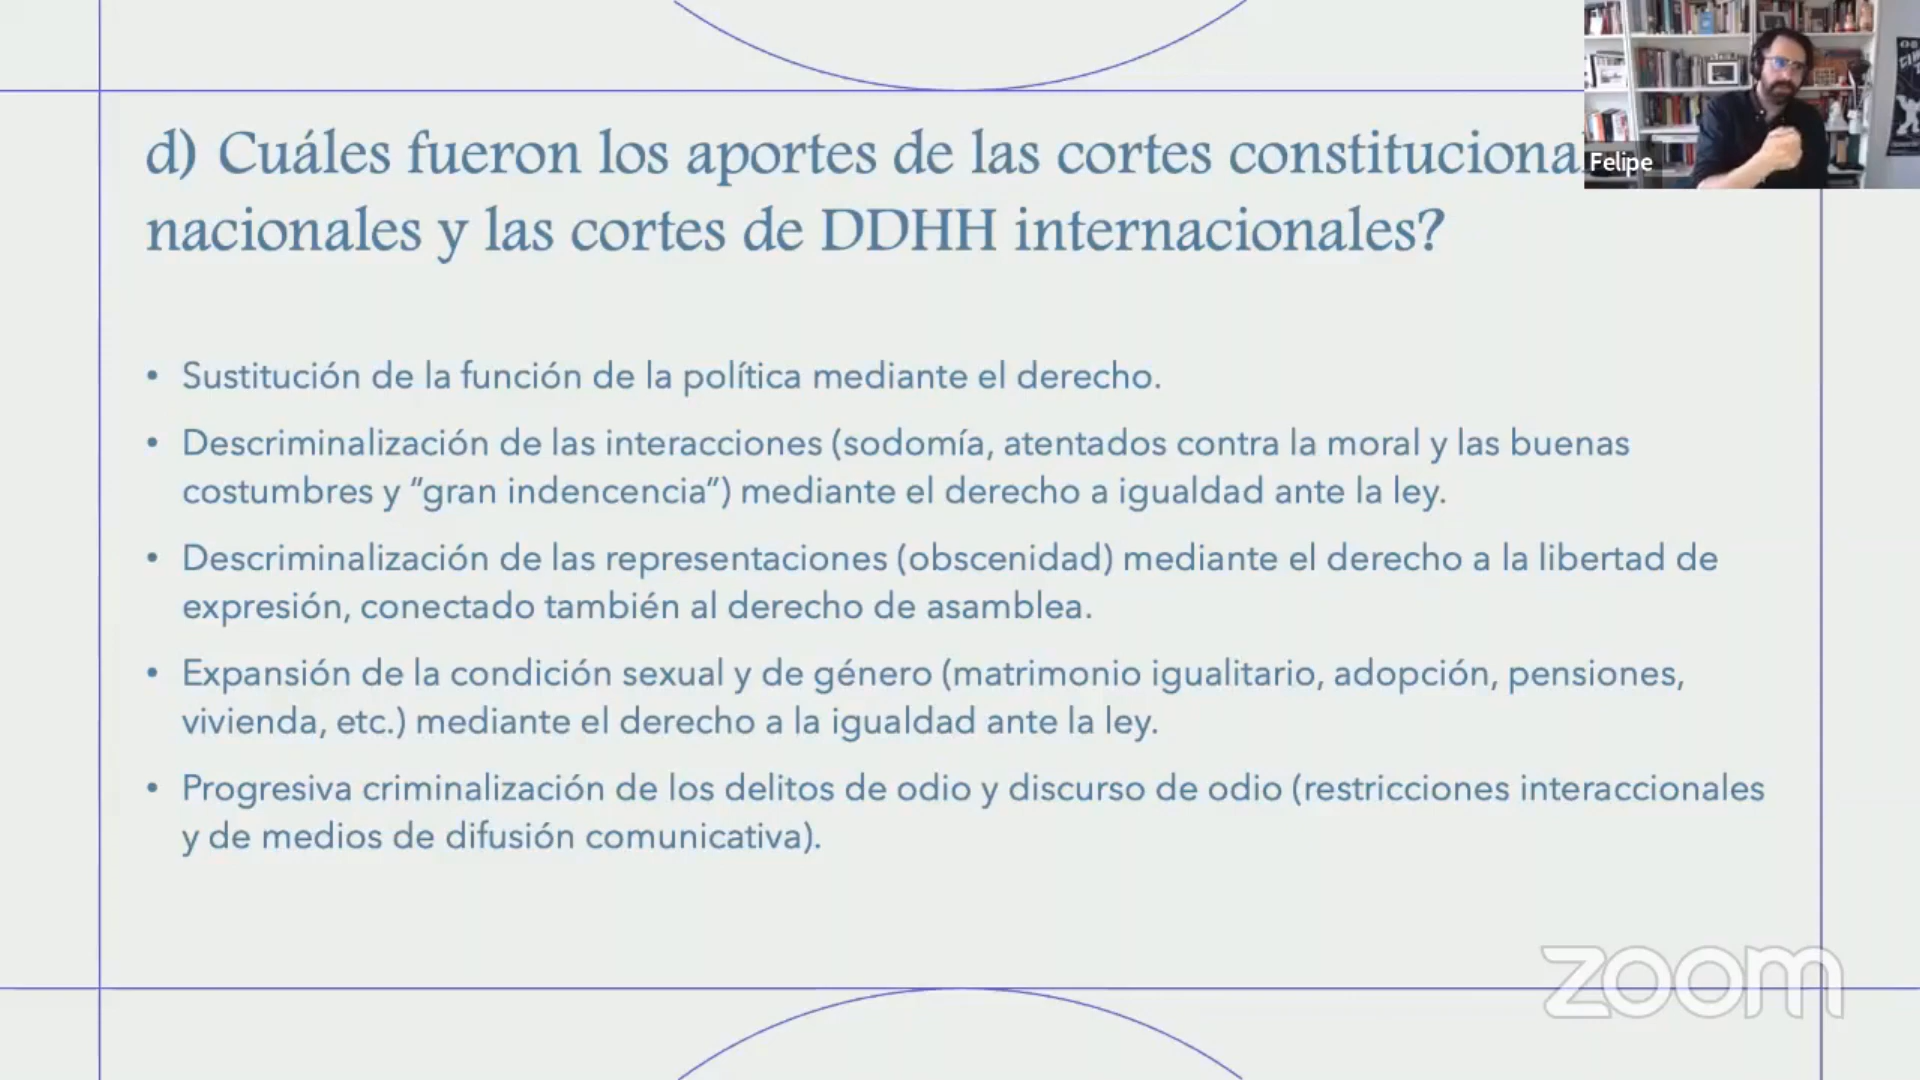 d) Cuáles fueron los aportes de las cortes constituciona
nacionales y las cortes de DDHH internacionales?
Felipe
• Sustitución de la función de la política mediante el derecho.
• Descriminalización de las interacciones (sodomía, atentados contra la moral y las buenas
costumbres y “gran indencencia”) mediante el derecho a igualdad ante la ley.
• Descriminalización de las representaciones (obscenidad) mediante el derecho a la libertad de
expresión, conectado también al derecho de asamblea.
• Expansión de la condición sexual y de género (matrimonio igualitario, adopción, pensiones,
vivienda, etc.) mediante el derecho a la igualdad ante la ley.
• Progresiva criminalización de los delitos de odio y discurso de odio (restricciones interaccionales
y de medios de difusión comunicativa).
zoom